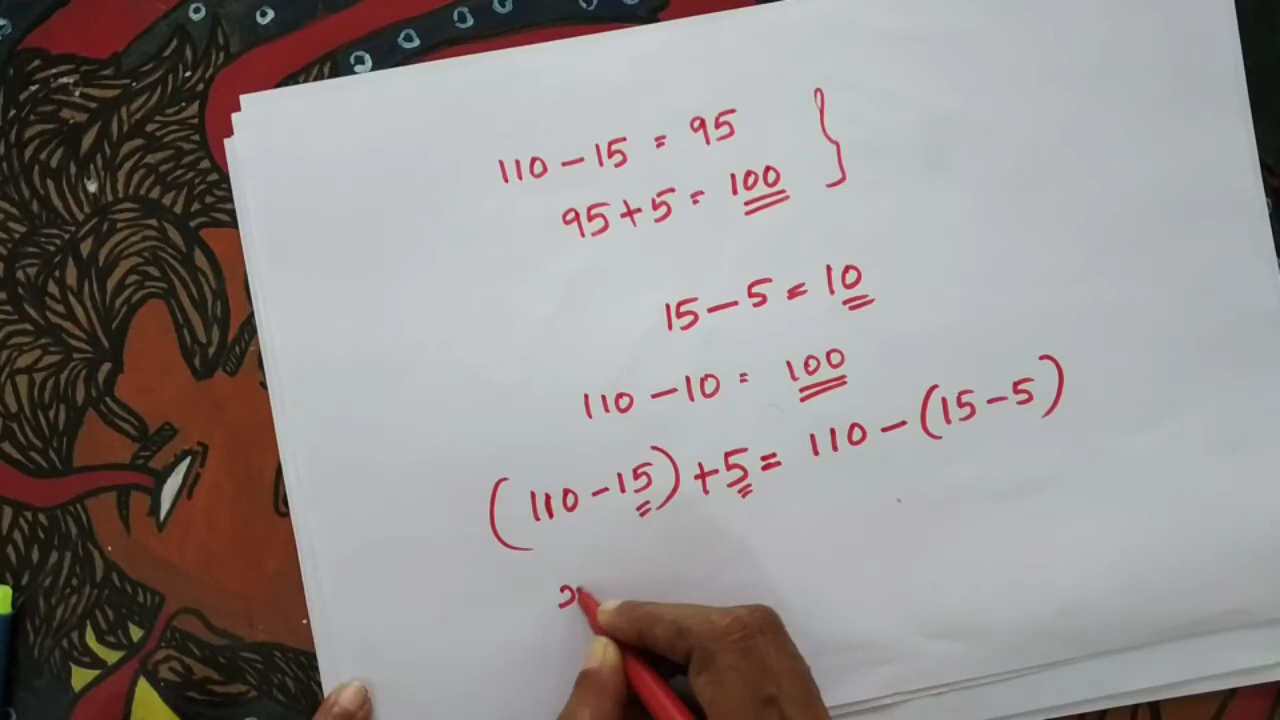 110 - 15 = 95
95 + 5 = 100
15 - 5 = 10
110 - 10 = 100
(110 - 15) + 5 = 110 - (15 - 5)